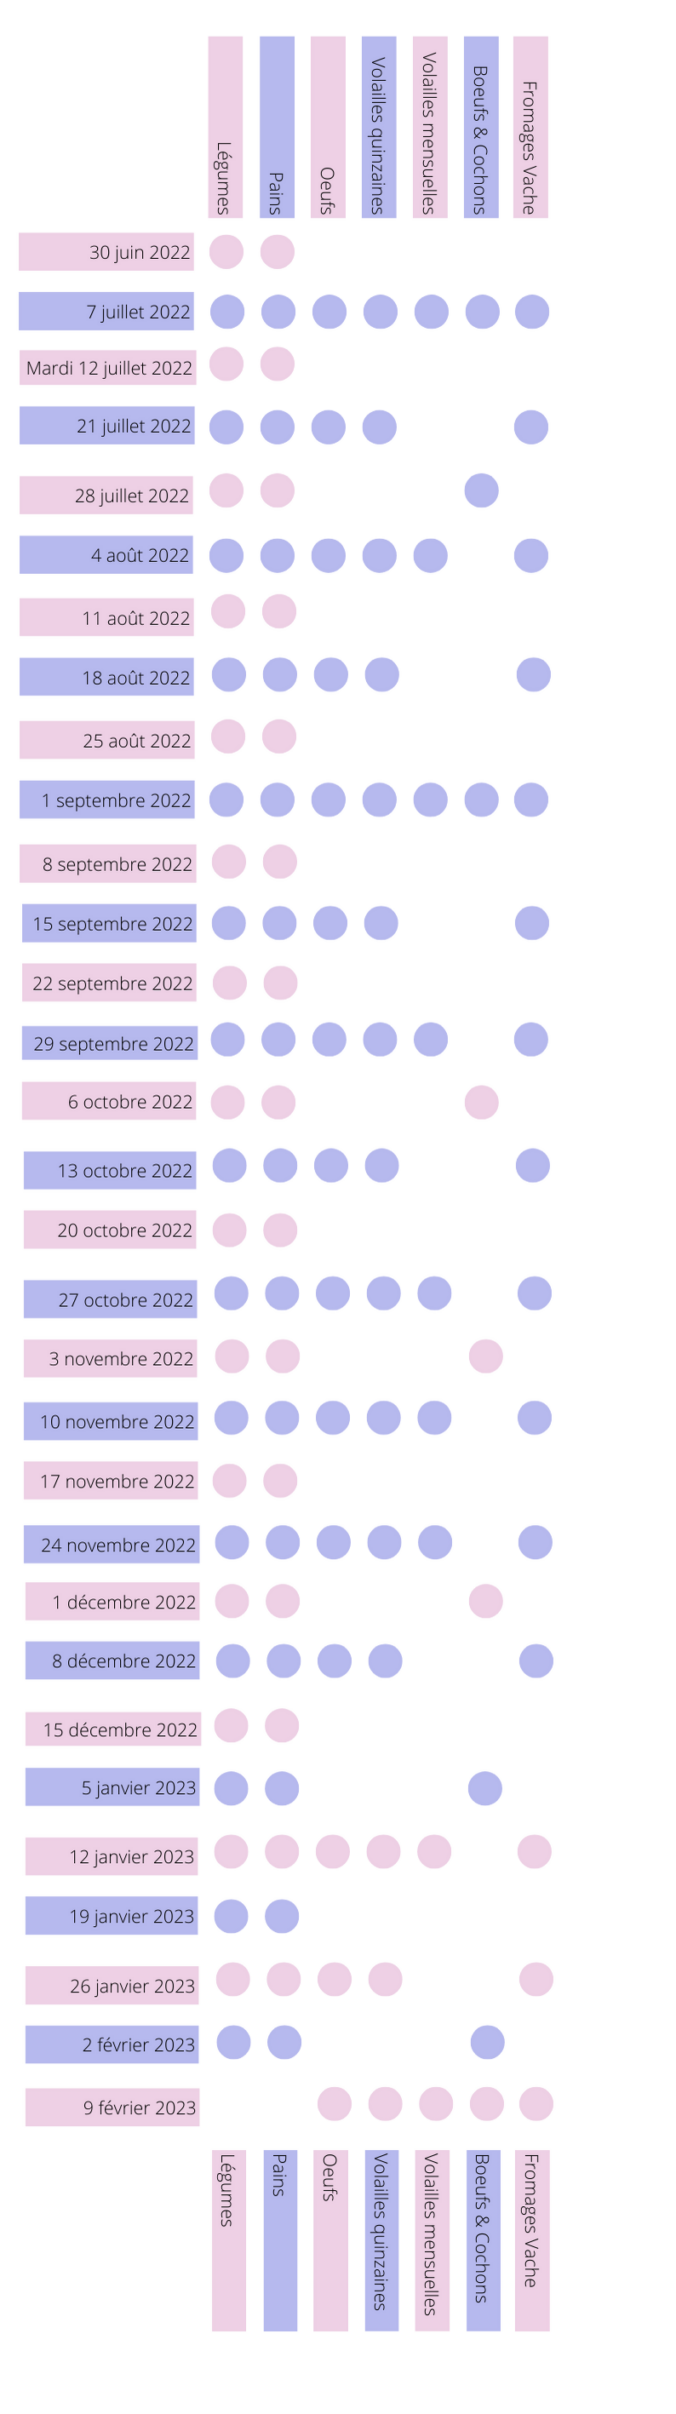 Légumes
Pains
Oeufs
Volailles quinzaines
Volailles mensuelles
Boeufs & Cochons
Fromages Vache
30 juin 2022
7 juillet 2022
Mardi 12 juillet 2022
21 juillet 2022
28 juillet 2022
4 août 2022
11 août 2022
18 août 2022
25 août 2022
1 septembre 2022
8 septembre 2022
15 septembre 2022
22 septembre 2022
29 septembre 2022
6 octobre 2022
13 octobre 2022
20 octobre 2022
27 octobre 2022
3 novembre 2022
10 novembre 2022
17 novembre 2022
24 novembre 2022
1 décembre 2022
8 décembre 2022
15 décembre 2022
5 janvier 2023
12 janvier 2023
19 janvier 2023
26 janvier 2023
2 février 2023
9 février 2023
Légumes
Pains
Oeufs
Volailles quinzaines
Volailles mensuelles
Boeufs & Cochons
Fromages Vache